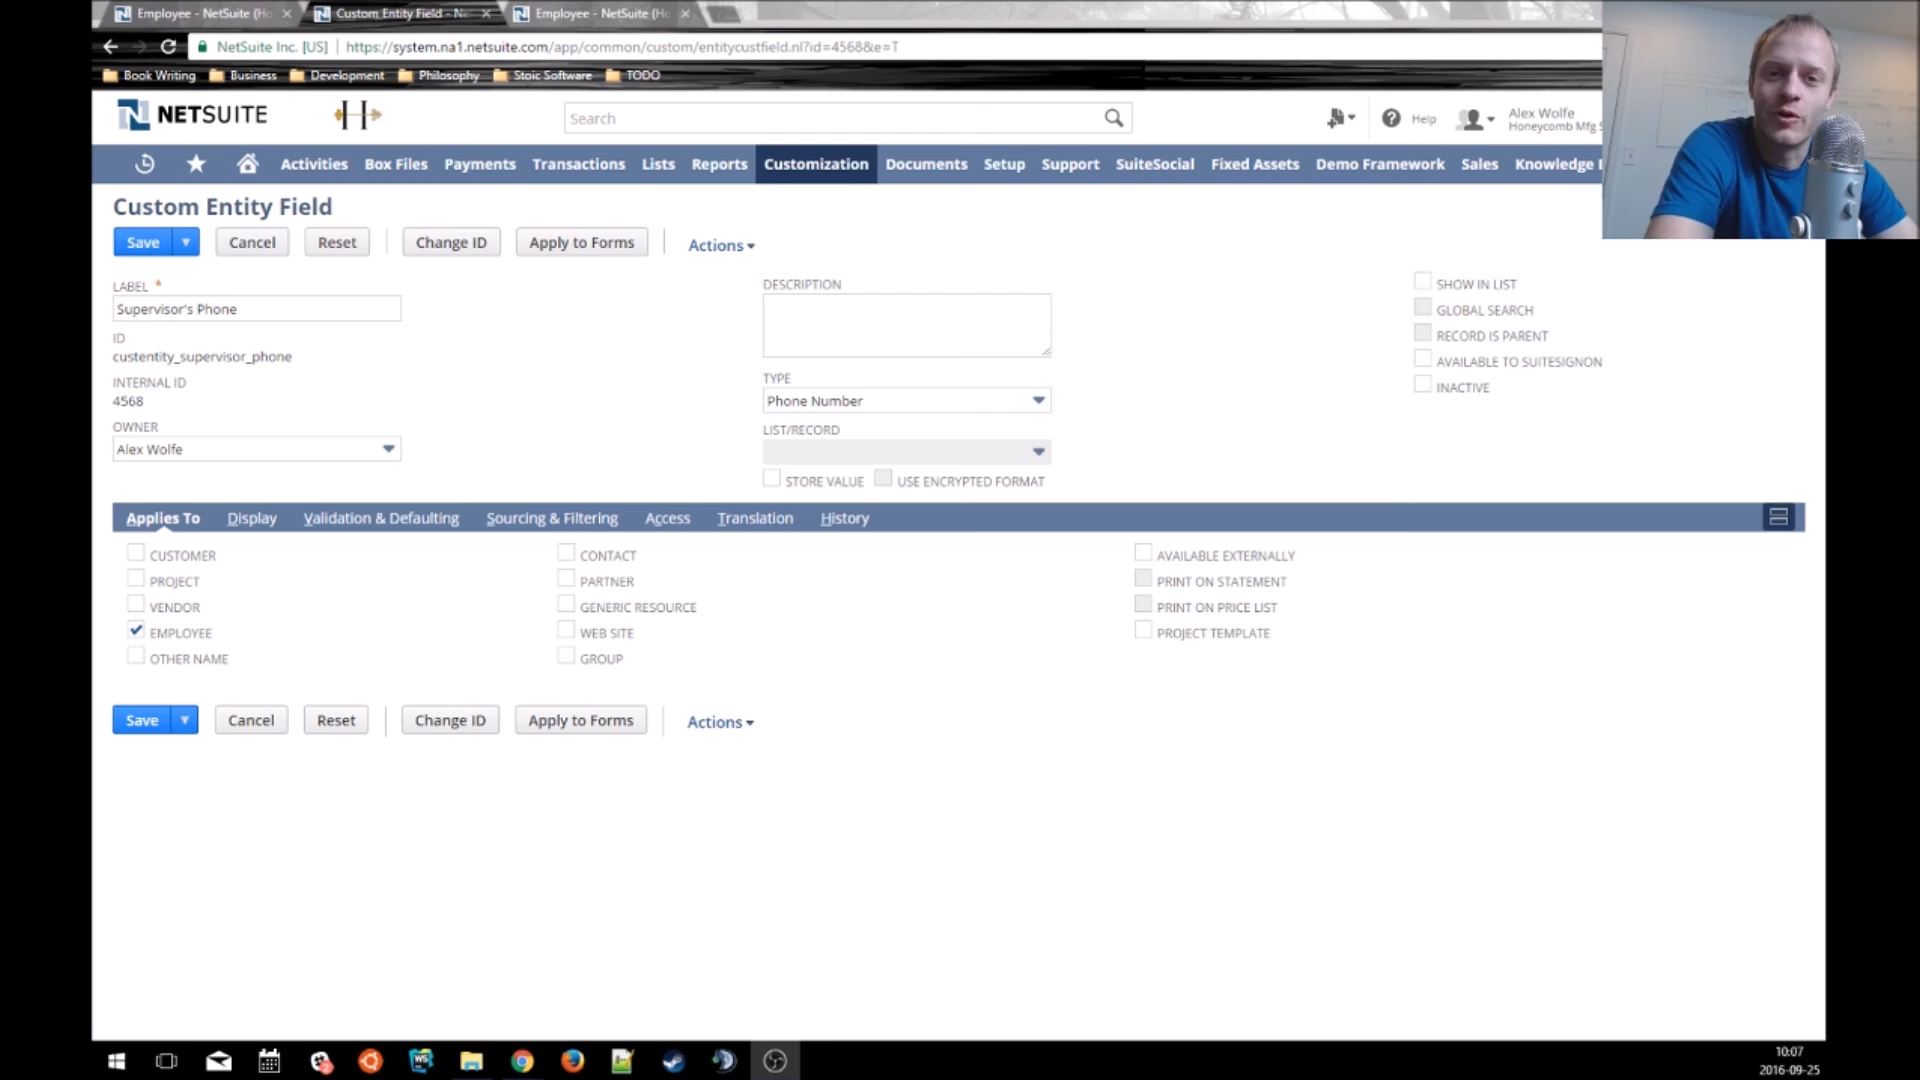 Employee - NetSuite (Ho
Custom Entity Field - Ne
Employee - NetSuite (Ho
NetSuite Inc. [US]
https://system.na1.netsuite.com/app/common/custom/entitycustfield.nl?id=4568&e=T
Book Writing
Business
Development
Philosophy
Stoic Software
TODO
NETSUITE
Search
Help
Alex Wolfe
Honeycomb Mfg S
Activities
Box Files
Payments
Transactions
Lists
Reports
Customization
Documents
Setup
Support
SuiteSocial
Fixed Assets
Demo Framework
Sales
Knowledge
Custom Entity Field
Save
Cancel
Reset
Change ID
Apply to Forms
Actions
LABEL *
Supervisor's Phone
ID
custentity_supervisor_phone
INTERNAL ID
4568
OWNER
Alex Wolfe
DESCRIPTION
TYPE
Phone Number
LIST/RECORD
STORE VALUE
USE ENCRYPTED FORMAT
SHOW IN LIST
GLOBAL SEARCH
RECORD IS PARENT
AVAILABLE TO SUITESIGNON
INACTIVE
Applies To
Display
Validation & Defaulting
Sourcing & Filtering
Access
Translation
History
CUSTOMER
PROJECT
VENDOR
EMPLOYEE
OTHER NAME
CONTACT
PARTNER
GENERIC RESOURCE
WEB SITE
GROUP
AVAILABLE EXTERNALLY
PRINT ON STATEMENT
PRINT ON PRICE LIST
PROJECT TEMPLATE
Save
Cancel
Reset
Change ID
Apply to Forms
Actions
10:07
2016-09-25